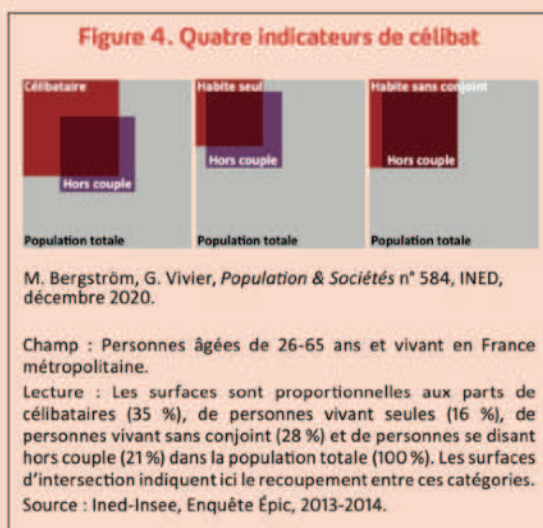 Figure 4. Quatre indicateurs de célibat
Célibataire
Hors couple
Population totale
Habite seul
Hors couple
Population totale
Habite sans conjoint
Hors couple
Population totale
M. Bergström, G. Vivier, Population & Sociétés n° 584, INED,
décembre 2020.
Champ : Personnes âgées de 26-65 ans et vivant en France
métropolitaine.
Lecture : Les surfaces sont proportionnelles aux parts de
célibataires (35 %), de personnes vivant seules (16 %), de
personnes vivant sans conjoint (28 %) et de personnes se disant
hors couple (21 %) dans la population totale (100 %). Les surfaces
d'intersection indiquent ici le recoupement entre ces catégories.
Source : Ined-Insee, Enquête Épic, 2013-2014.